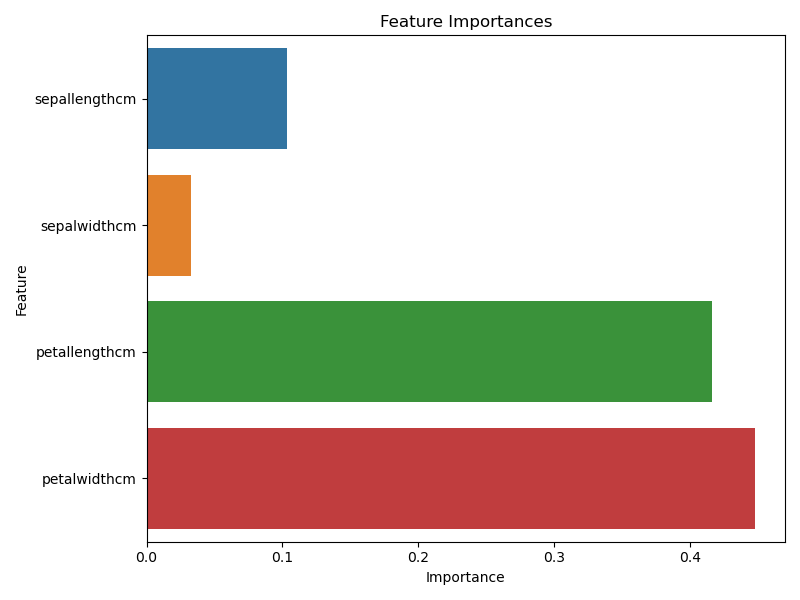 Feature Importances
sepallengthcm
sepalwidthcm
petallengthcm
petalwidthcm
Feature
0.0 0.1 0.2 0.3 0.4
Importance